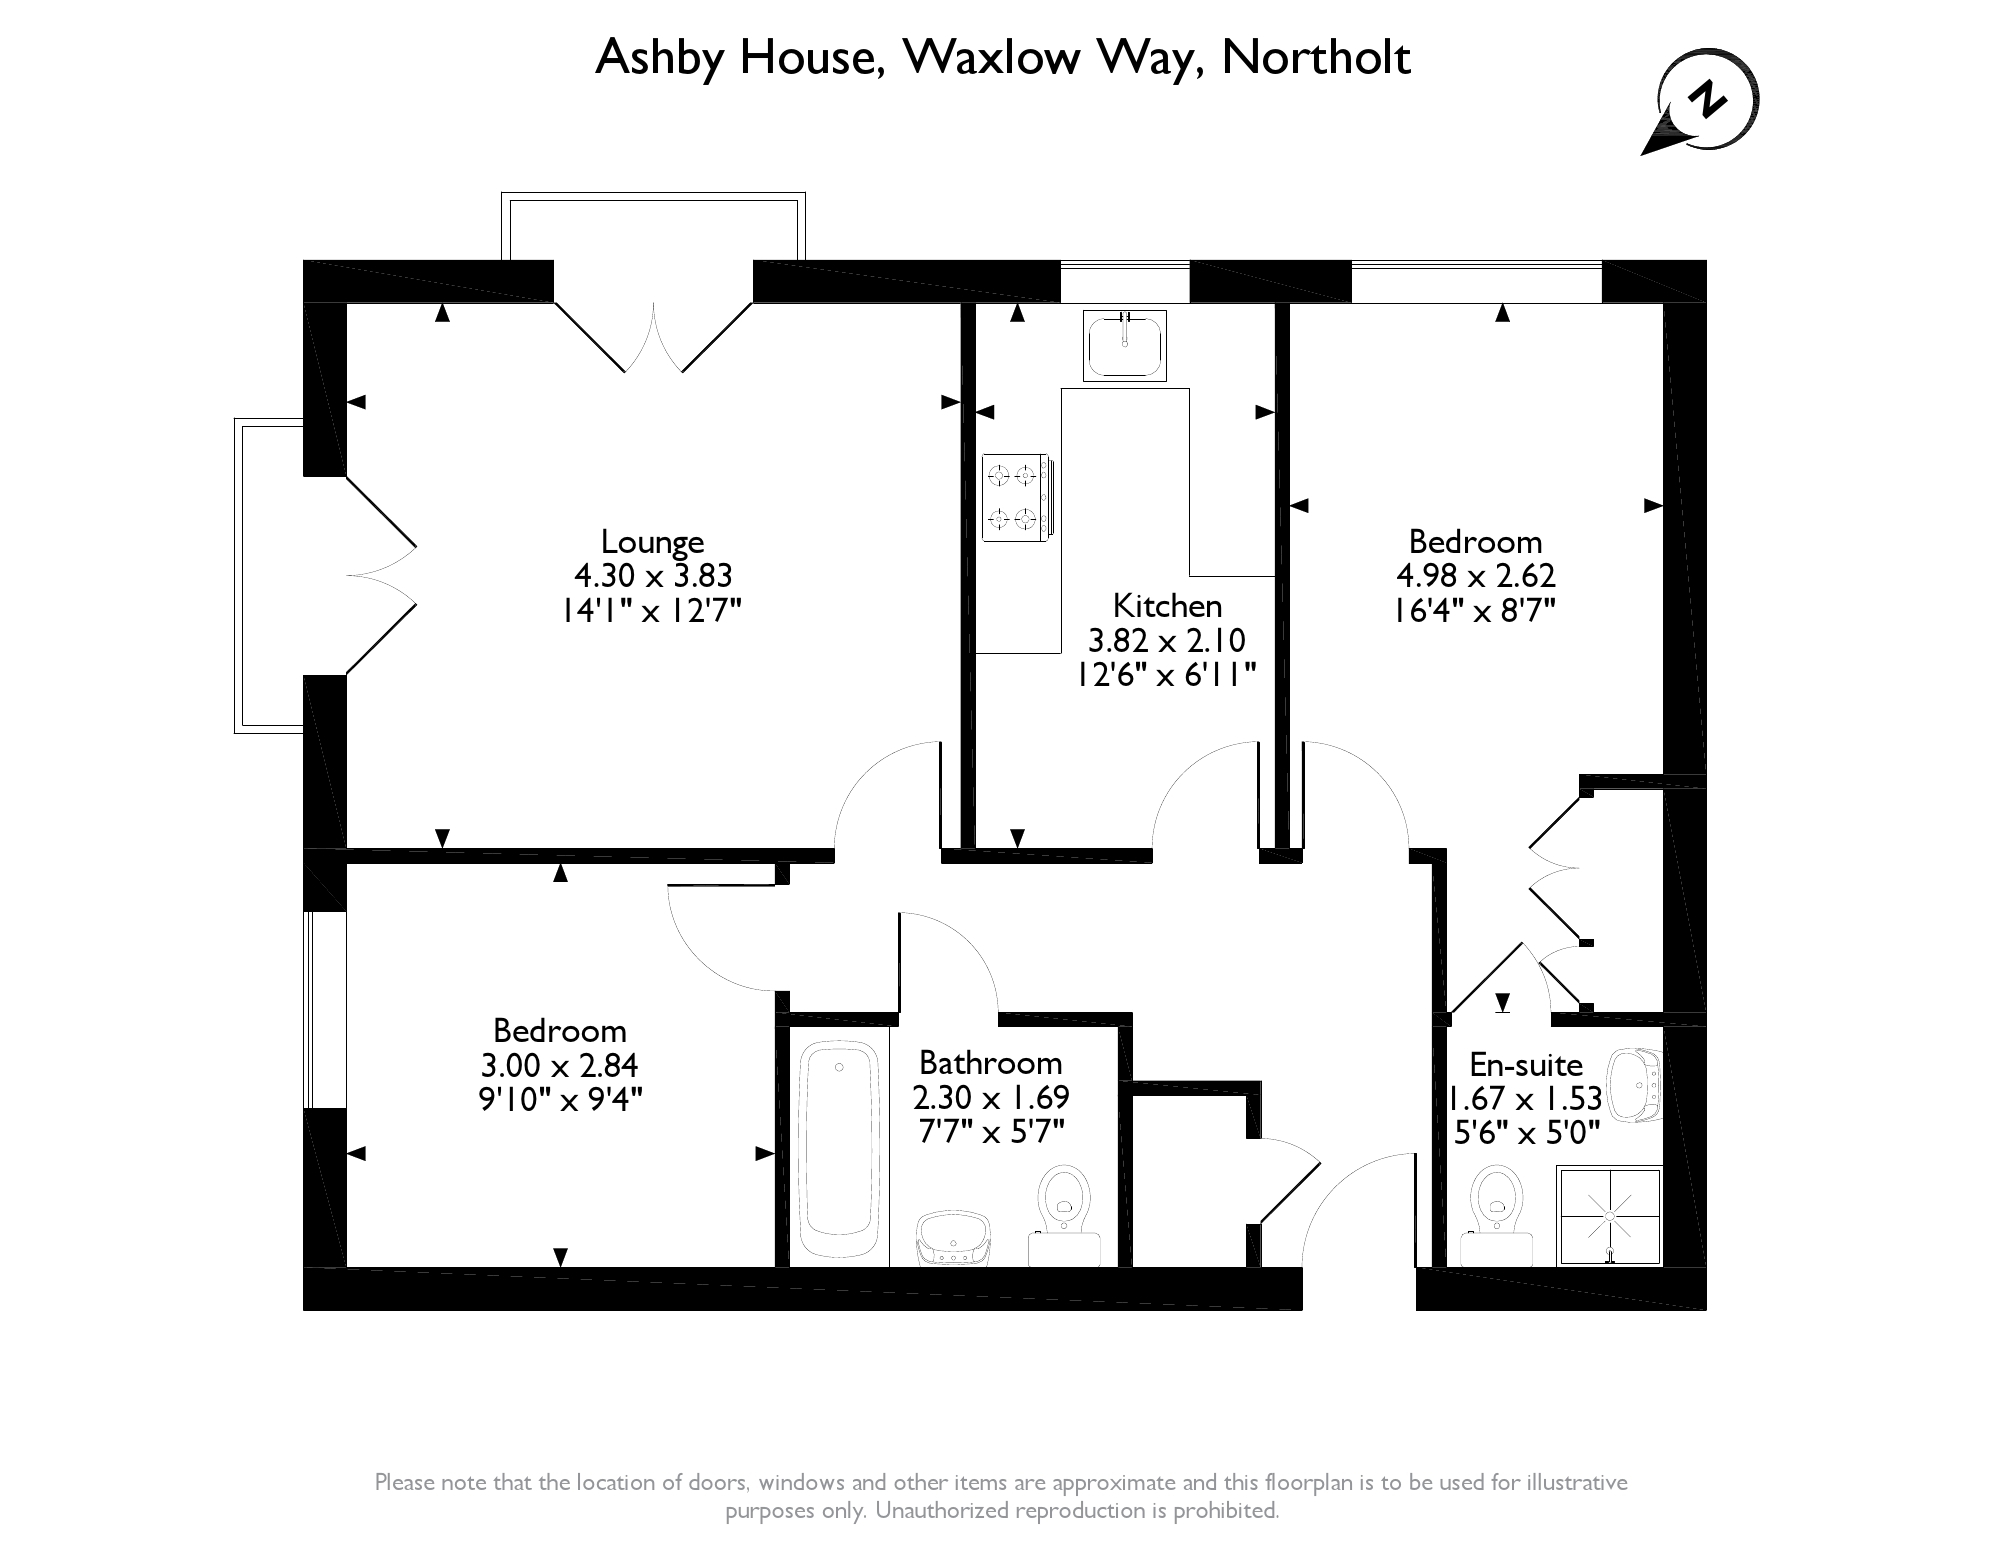 Ashby House, Waxlow Way, Northolt
N
Lounge
4.30 x 3.83
14'1" x 12'7"
Kitchen
3.82 x 2.10
12'6" x 6'11"
Bedroom
4.98 x 2.62
16'4" x 8'7"
Bedroom
3.00 x 2.84
9'10" x 9'4"
Bathroom
2.30 x 1.69
7'7" x 5'7"
En-suite
1.67 x 1.53
5'6" x 5'0"
Please note that the location of doors, windows and other items are approximate and this floorplan is to be used for illustrative
purposes only. Unauthorized reproduction is prohibited.